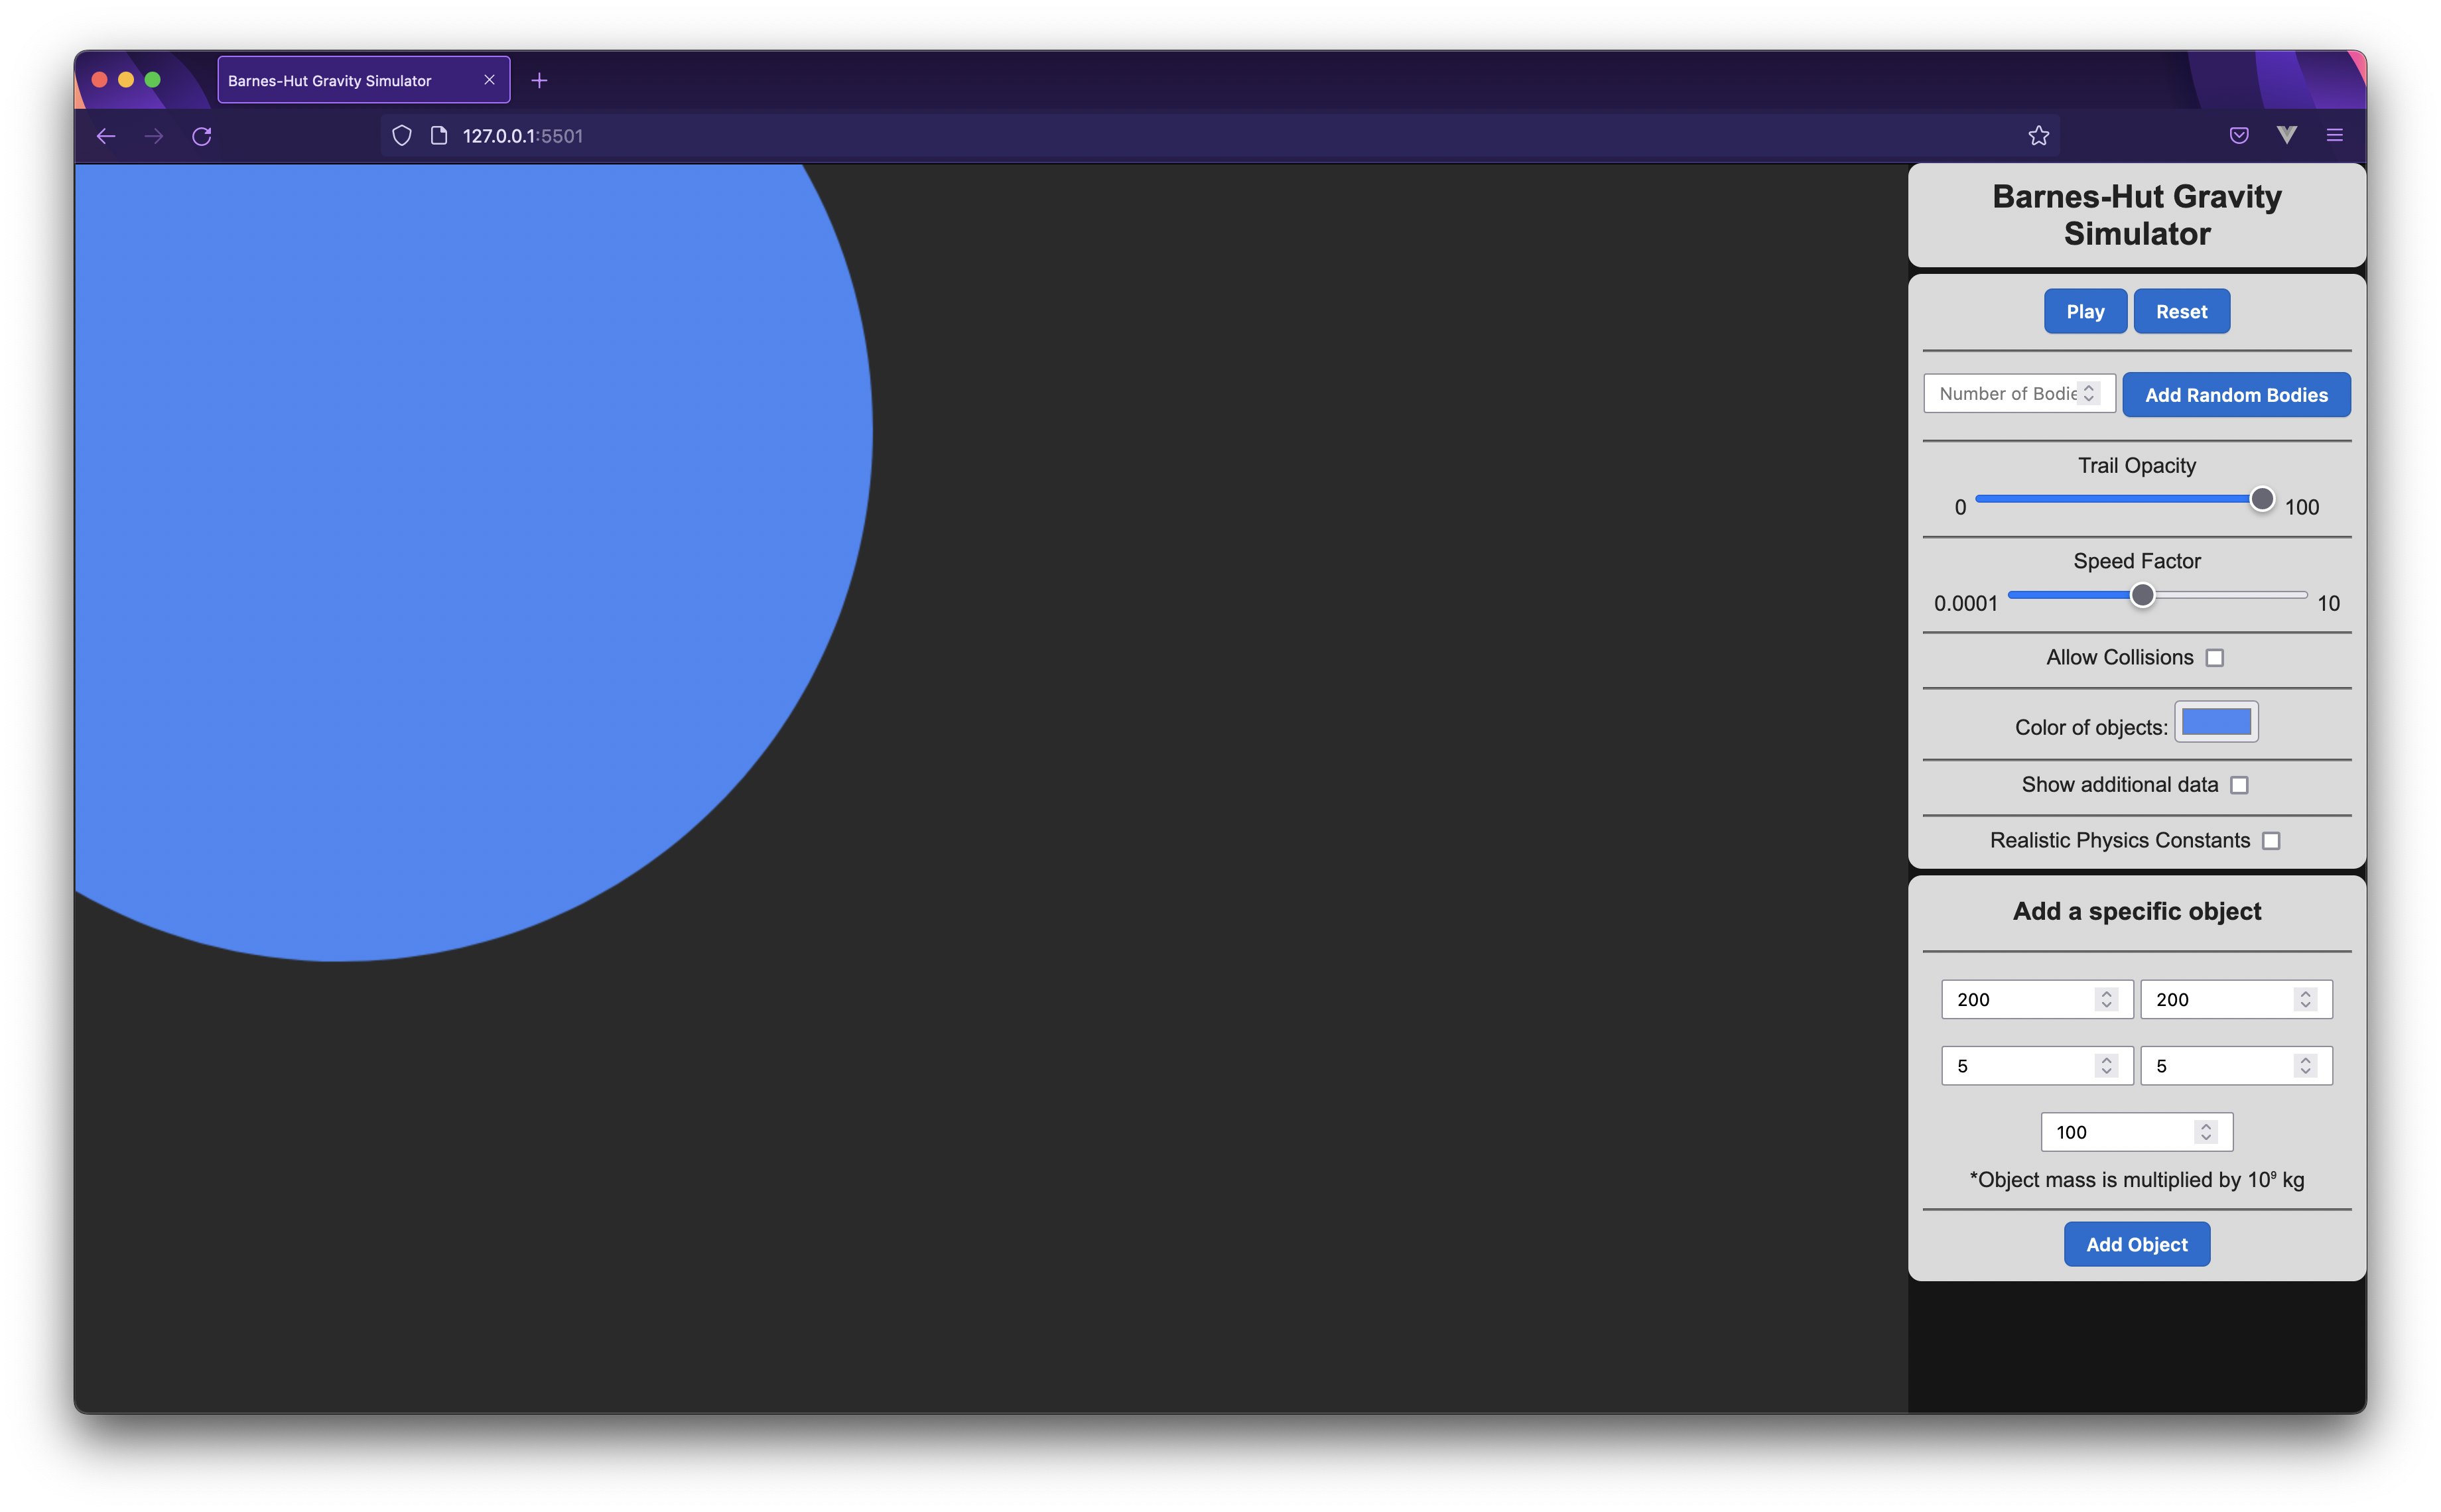 Barnes-Hut Gravity Simulator
127.0.0.1:5501
Barnes-Hut Gravity
Simulator
Play Reset
Number of Bodie Add Random Bodies
Trail Opacity
0 100
Speed Factor
0.0001 10
Allow Collisions
Color of objects:
Show additional data
Realistic Physics Constants
Add a specific object
200 200
5 5
100
*Object mass is multiplied by 10⁹ kg
Add Object